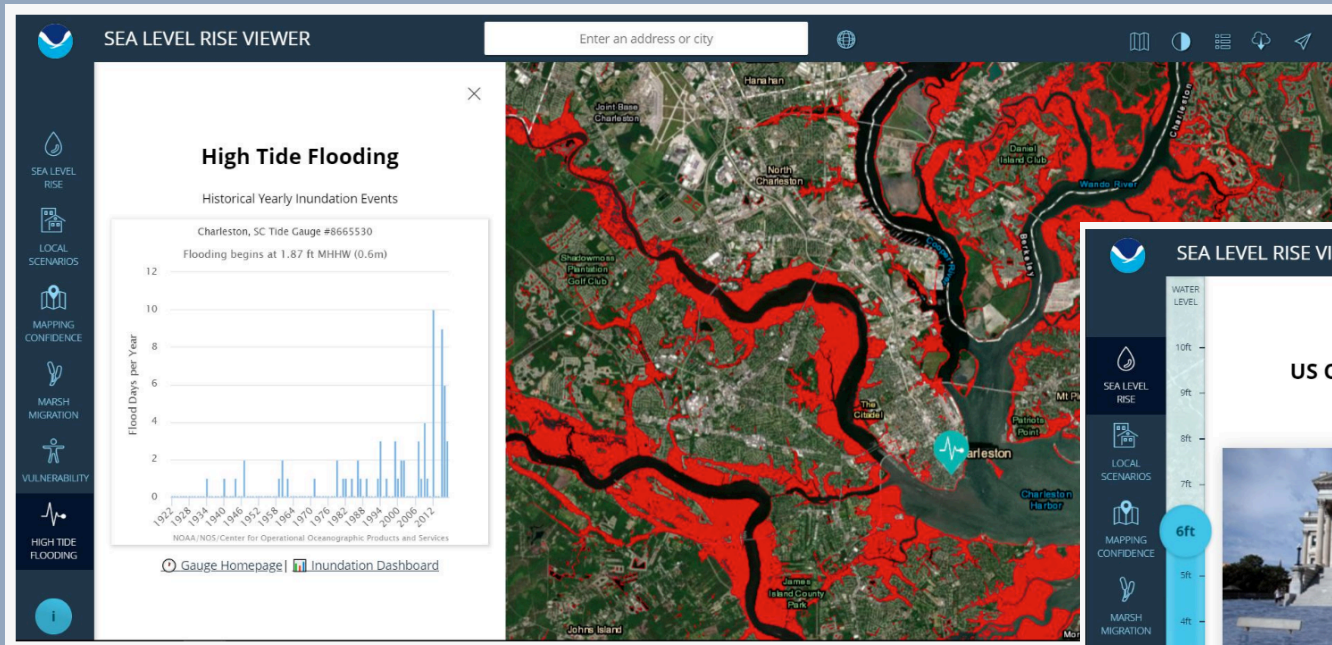 SEA LEVEL RISE VIEWER
Enter an address or city
SEA LEVEL
RISE
LOCAL
SCENARIOS
MAPPING
CONFIDENCE
MARSH
MIGRATION
VULNERABILITY
HIGH TIDE
FLOODING
i
High Tide Flooding
Historical Yearly Inundation Events
Charleston, SC Tide Gauge #8665530
Flooding begins at 1.87 ft MHHW (0.6m)
Flood Days per Year
12
10
8
6
4
2
0
1922 1928 1934 1940 1946 1952 1958 1964 1970 1976 1982 1988 1994 2000 2006 2012
NOAA/NOS/Center for Operational Oceanographic Products and Services
Gauge Homepage| Inundation Dashboard
Hanahan
Joint Base
Charleston
North
Charleston
Daniel
Island Club
Charleston
Wando River
Berkeley
Cooper River
Shadowmoss
Plantation
Golf Club
The
Citadel
Mt P
Patriots
Point
arleston
Charleston
Harbor
James
Island County
Park
Johns Island
Mor
SEA LEVEL RISE VI
WATER
LEVEL
10ft
9ft
8ft
7ft
6ft
5ft
4ft
SEA LEVEL
RISE
LOCAL
SCENARIOS
MAPPING
CONFIDENCE
MARSH
MIGRATION
US C